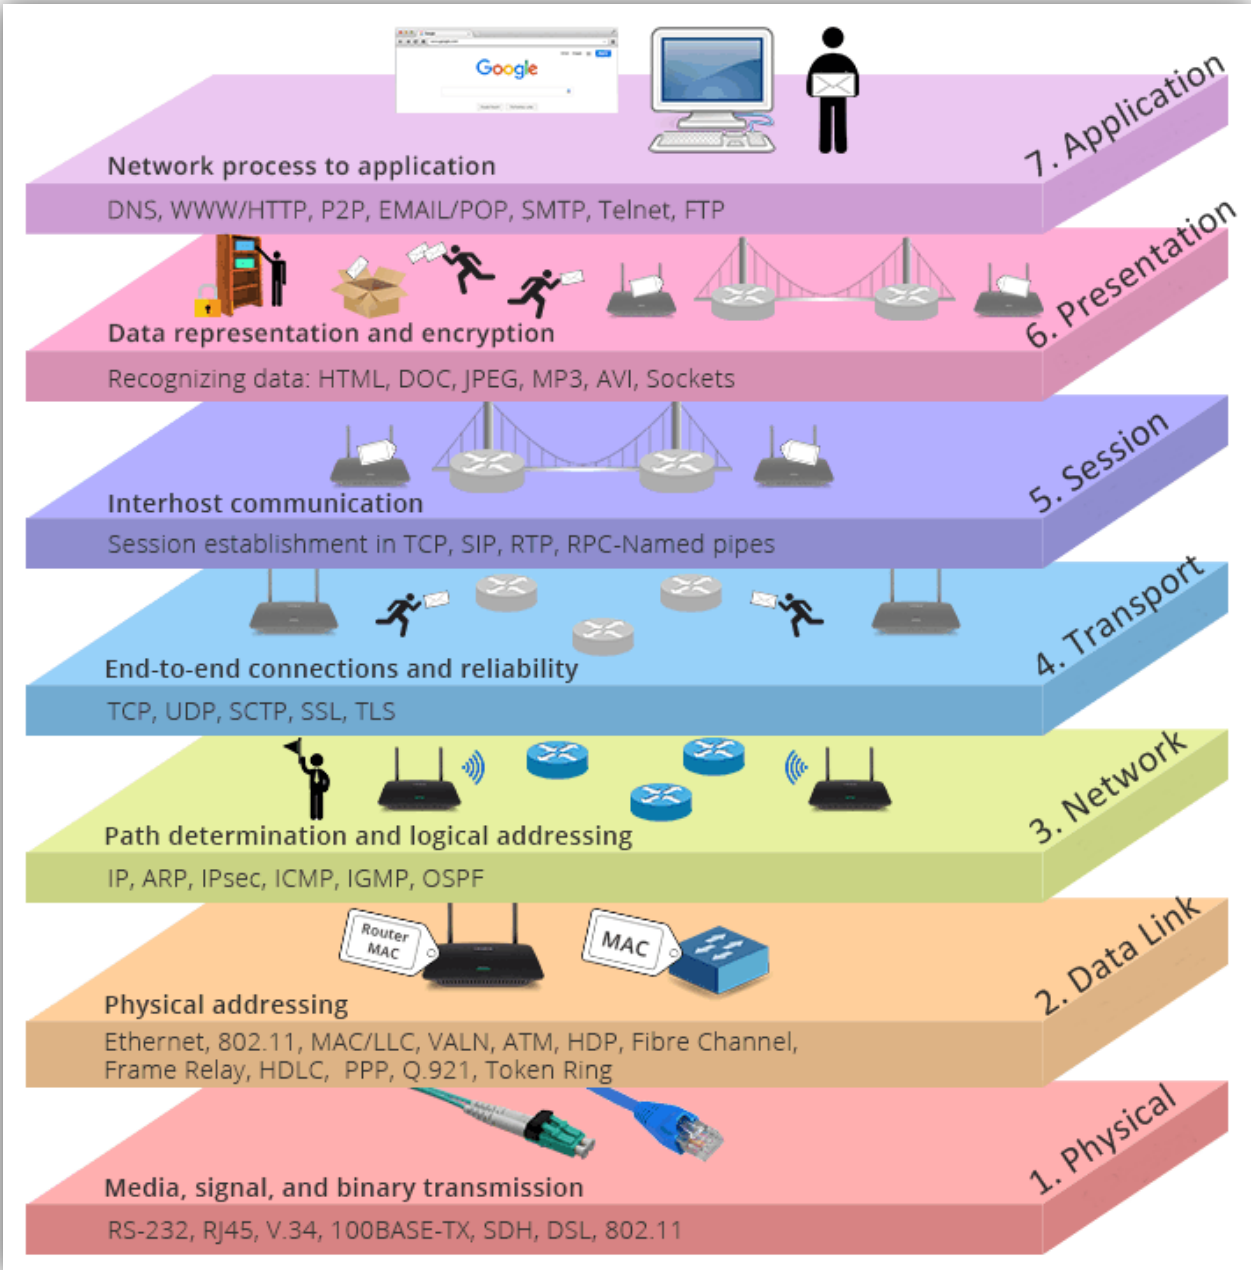 Google
7. Application
Network process to application
DNS, WWW/HTTP, P2P, EMAIL/POP, SMTP, Telnet, FTP
6. Presentation
Data representation and encryption
Recognizing data: HTML, DOC, JPEG, MP3, AVI, Sockets
5. Session
Interhost communication
Session establishment in TCP, SIP, RTP, RPC-Named pipes
4. Transport
End-to-end connections and reliability
TCP, UDP, SCTP, SSL, TLS
3. Network
Path determination and logical addressing
IP, ARP, IPsec, ICMP, IGMP, OSPF
2. Data Link
Router
MAC
MAC
Physical addressing
Ethernet, 802.11, MAC/LLC, VALN, ATM, HDP, Fibre Channel,
Frame Relay, HDLC, PPP, Q.921, Token Ring
1. Physical
Media, signal, and binary transmission
RS-232, RJ45, V.34, 100BASE-TX, SDH, DSL, 802.11